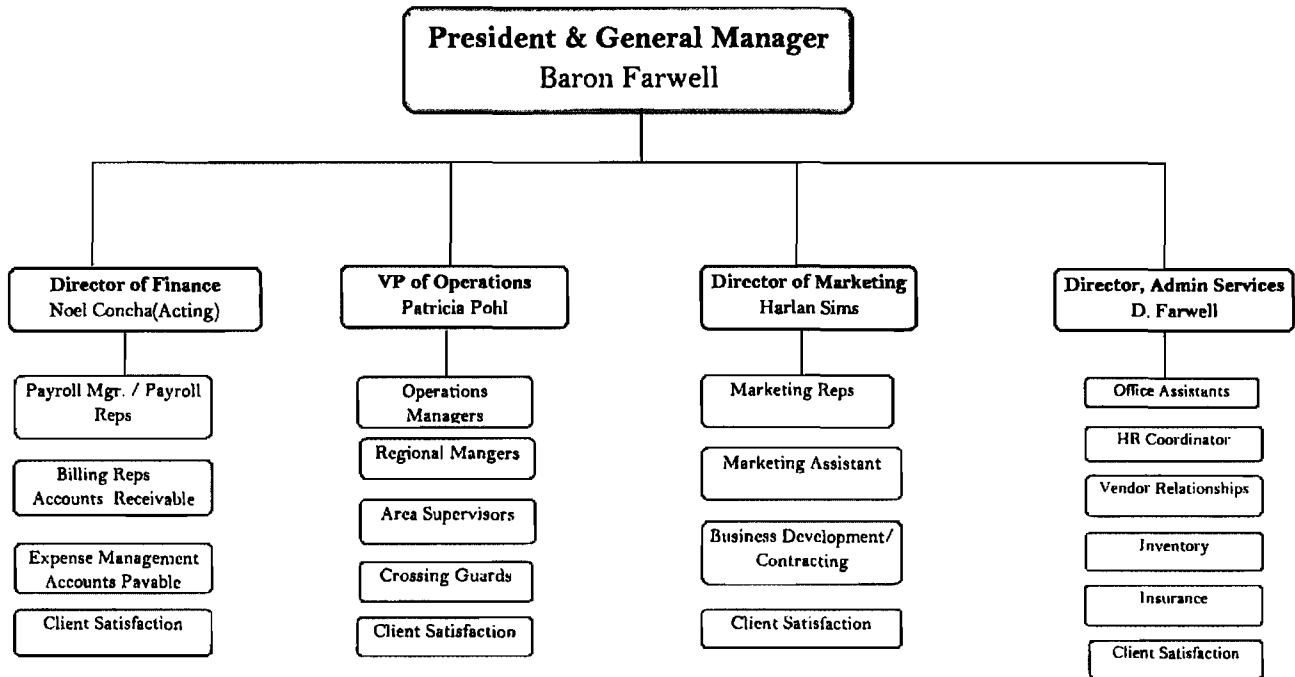 President & General Manager
Baron Farwell
Director of Finance
Noel Concha(Acting)
Payroll Mgr. / Payroll
Reps
Billing Reps
Accounts Receivable
Expense Management
Accounts Payable
Client Satisfaction
VP of Operations
Patricia Pohl
Operations
Managers
Regional Mangers
Area Supervisors
Crossing Guards
Client Satisfaction
Director of Marketing
Harlan Sims
Marketing Reps
Marketing Assistant
Business Development/
Contracting
Client Satisfaction
Director, Admin Services
D. Farwell
Office Assistants
HR Coordinator
Vendor Relationships
Inventory
Insurance
Client Satisfaction